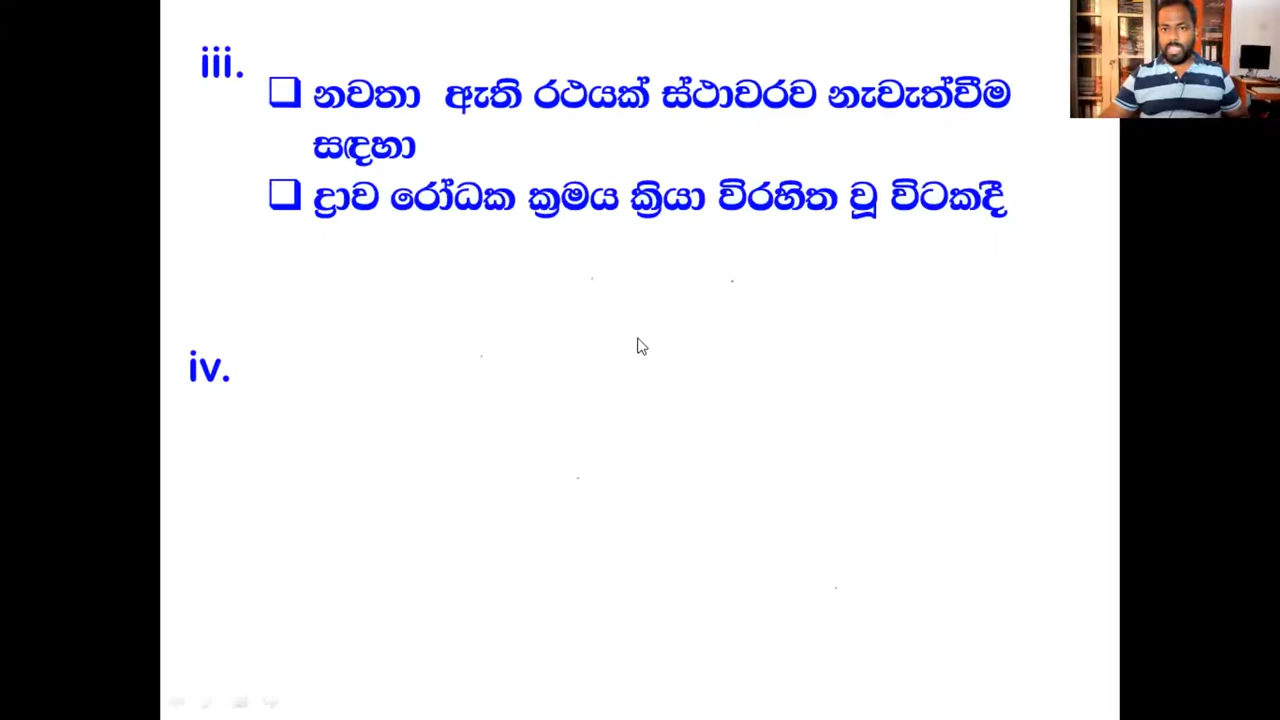 iii.
❑ නවතා ඇති රථයක් ස්ථාවරව නැවැත්වීම
සඳහා
❑ ද්‍රාව රෝධක ක්‍රමය ක්‍රියා විරහිත වූ විටකදී
iv.